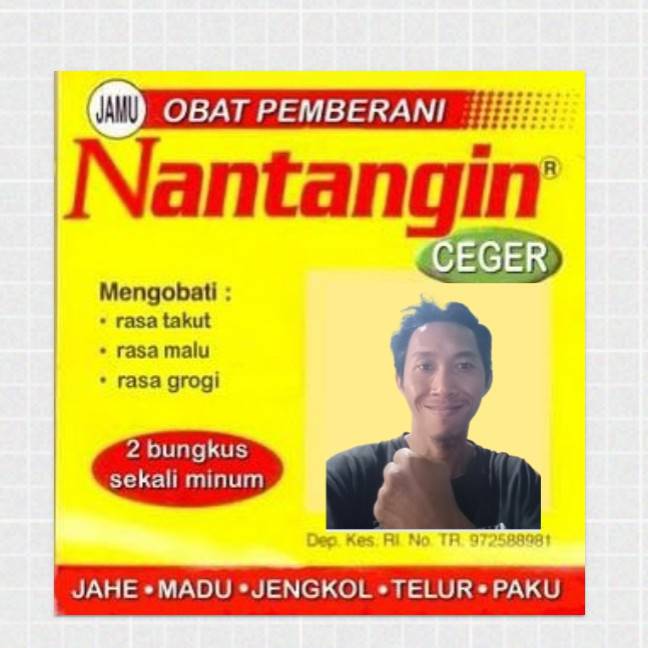 JAMU OBAT PEMBERANI
Nantangin®
CEGER
Mengobati :
• rasa takut
• rasa malu
• rasa grogi
2 bungkus
sekali minum
Dep. Kes. RI. No. TR. 972588981
JAHE • MADU • JENGKOL • TELUR • PAKU